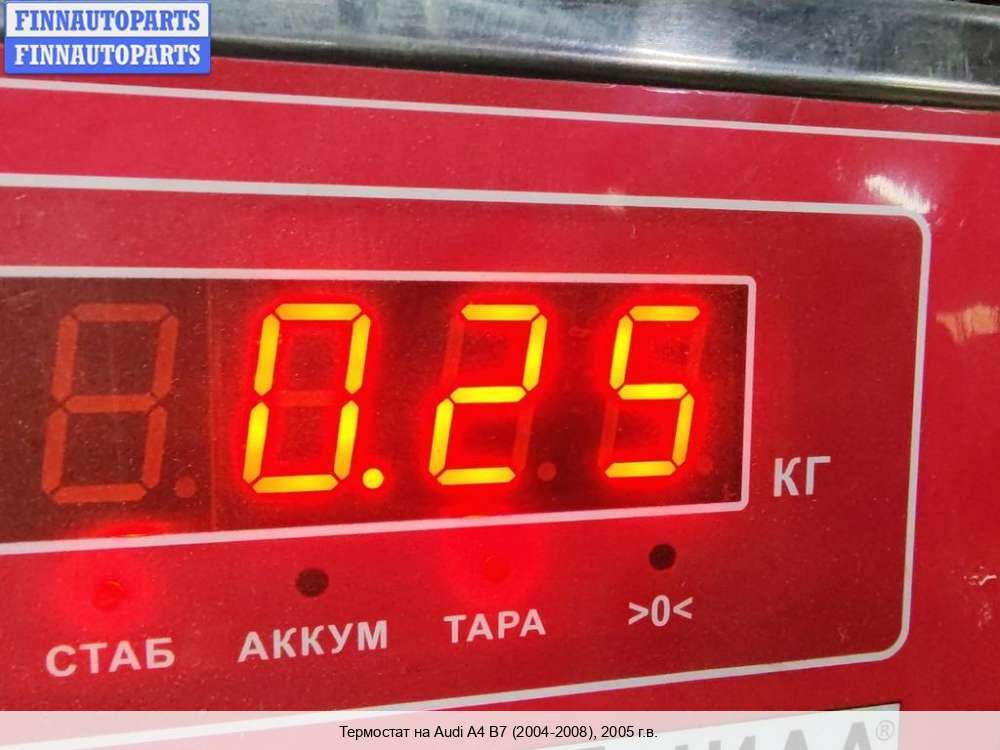 FINNAUTOPARTS
FINNAUTOPARTS
0.25
КГ
СТАБ АККУМ ТАРА >0<
®
Термостат на Audi A4 B7 (2004-2008), 2005 г.в.